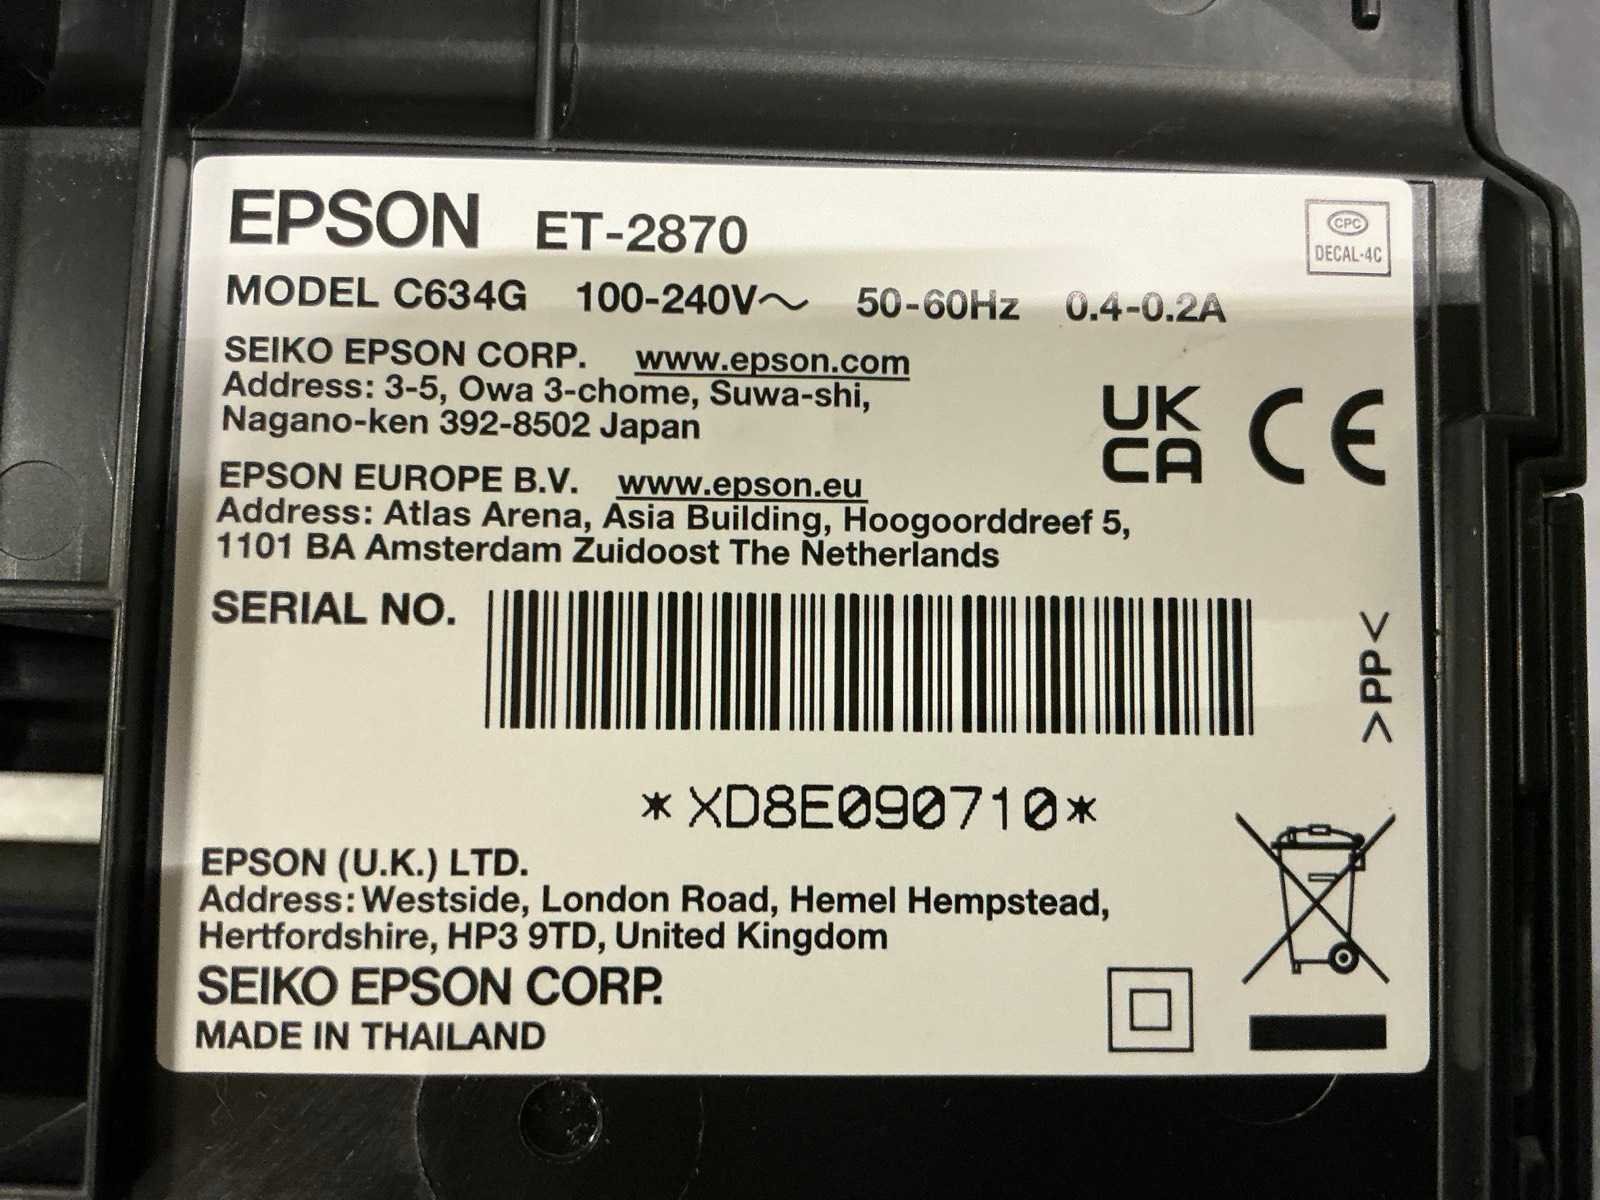 EPSON ET-2870
CPC
DECAL-4C
MODEL C634G 100-240V～ 50-60Hz 0.4-0.2A
SEIKO EPSON CORP. www.epson.com
Address: 3-5, Owa 3-chome, Suwa-shi,
Nagano-ken 392-8502 Japan
UK
CA
CE
EPSON EUROPE B.V. www.epson.eu
Address: Atlas Arena, Asia Building, Hoogoorddreef 5,
1101 BA Amsterdam Zuidoost The Netherlands
SERIAL NO.
>PP<
*XD8E090710*
EPSON (U.K.) LTD.
Address: Westside, London Road, Hemel Hempstead,
Hertfordshire, HP3 9TD, United Kingdom
SEIKO EPSON CORP.
MADE IN THAILAND